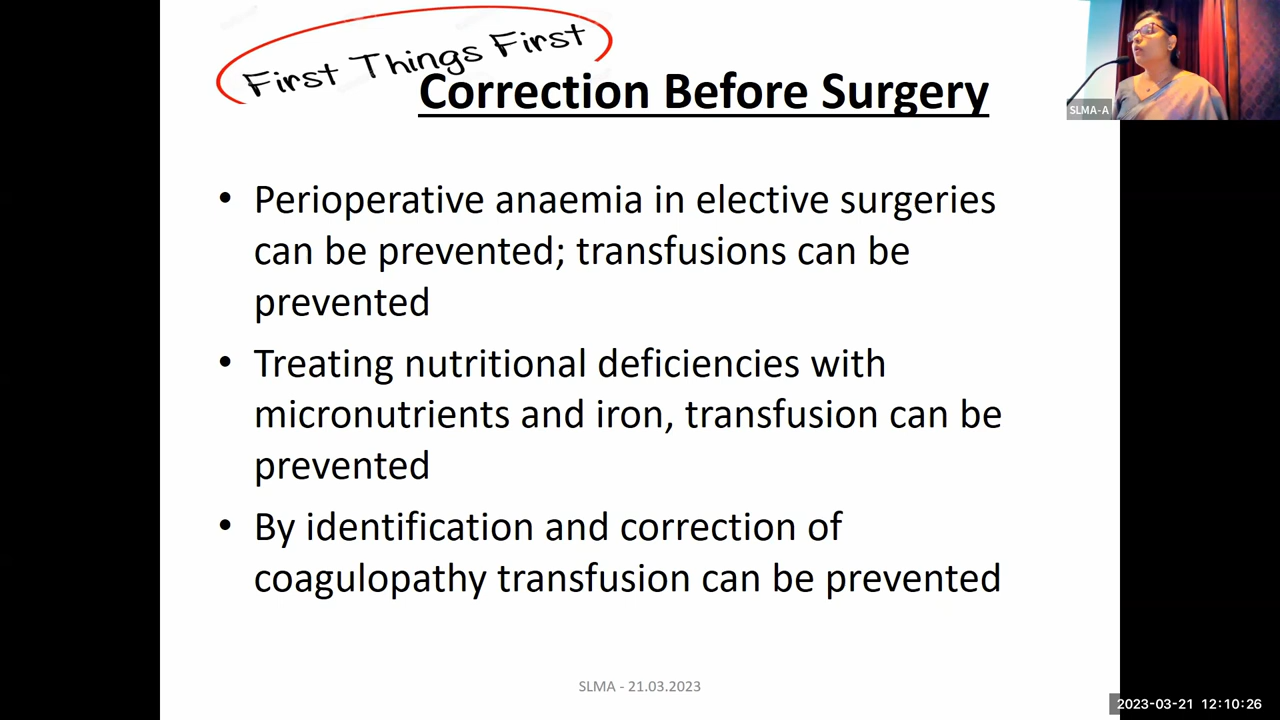 First Things First
Correction Before Surgery
SLMA-A
• Perioperative anaemia in elective surgeries
can be prevented; transfusions can be
prevented
• Treating nutritional deficiencies with
micronutrients and iron, transfusion can be
prevented
• By identification and correction of
coagulopathy transfusion can be prevented
SLMA - 21.03.2023
2023-03-21 12:10:26